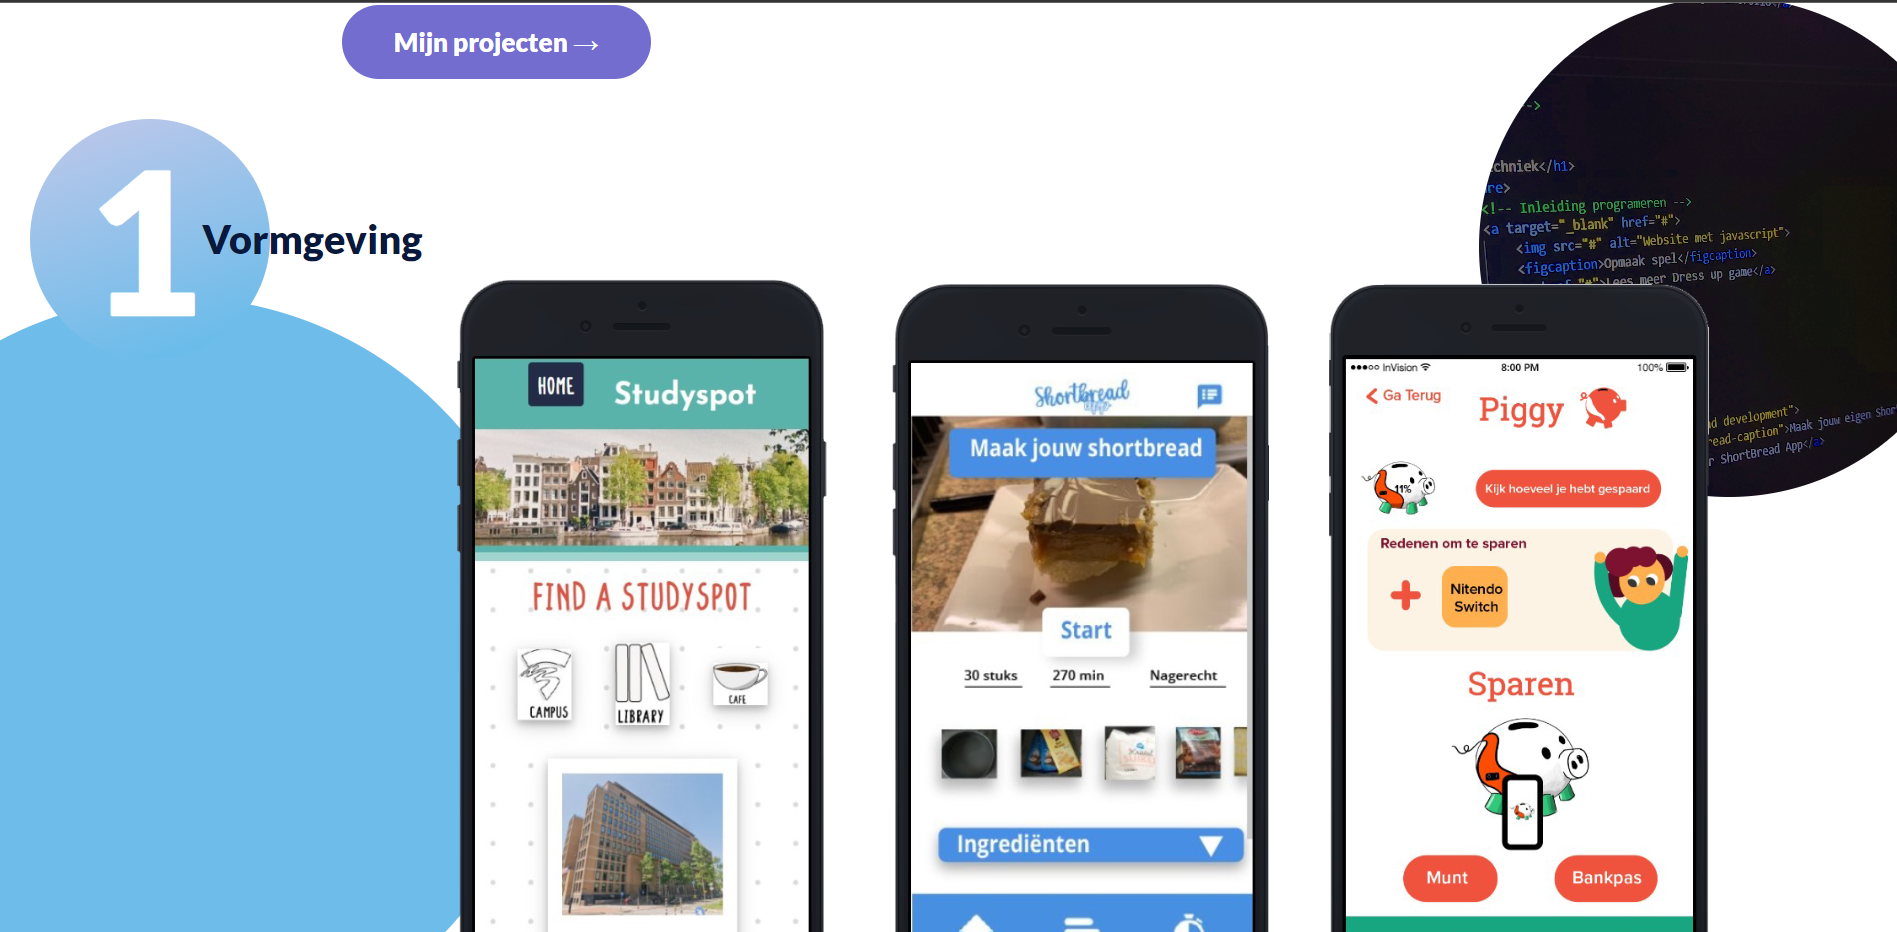 Mijn projecten →
1
Vormgeving
chniek</h1>
re>
<!-- Inleiding programeren -->
<a target="_blank" href="#">
<img src="#" alt="Website met javascript">
<figcaption>Opmaak spel</figcaption>
"#">Lees meer Dress up game</a>
d development">
read-caption">Maak jouw eigen Shor
r ShortBread App</a>
HOME
Studyspot
FIND A STUDYSPOT
CAMPUS
LIBRARY
CAFE
Shortbread
app
Maak jouw shortbread
Start
30 stuks
270 min
Nagerecht
Ingrediënten
InVision
8:00 PM
100%
Ga Terug
Piggy
11%
Kijk hoeveel je hebt gespaard
Redenen om te sparen
Nitendo
Switch
Sparen
Munt
Bankpas